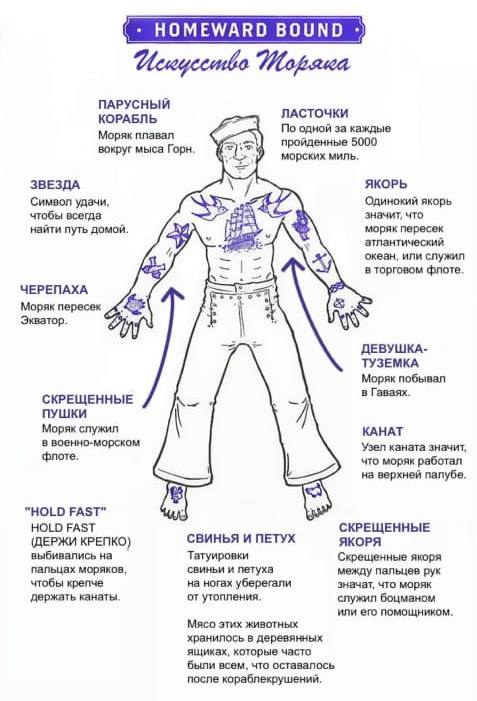 HOMEWARD BOUND
Искусство Моряка
ПАРУСНЫЙ
КОРАБЛЬ
Моряк плавал
вокруг мыса Горн.
ЛАСТОЧКИ
По одной за каждые
пройденные 5000
морских миль.
ЗВЕЗДА
Символ удачи,
чтобы всегда
найти путь домой.
ЯКОРЬ
Одинокий якорь
значит, что
моряк пересек
атлантический
океан, или служил
в торговом флоте.
ЧЕРЕПАХА
Моряк пересек
Экватор.
ДЕВУШКА-
ТУЗЕМКА
Моряк побывал
в Гаваях.
СКРЕЩЕННЫЕ
ПУШКИ
Моряк служил
в военно-морском
флоте.
КАНАТ
Узел каната значит,
что моряк работал
на верхней палубе.
"HOLD FAST"
HOLD FAST
(ДЕРЖИ КРЕПКО)
выбивались на
пальцах моряков,
чтобы крепче
держать канаты.
СВИНЬЯ И ПЕТУХ
Татуировки
свиньи и петуха
на ногах уберегали
от утопления.
Мясо этих животных
хранилось в деревянных
ящиках, которые часто
были всем, что оставалось
после кораблекрушений.
СКРЕЩЕННЫЕ
ЯКОРЯ
Скрещенные якоря
между пальцев рук
значат, что моряк
служил боцманом
или его помощником.